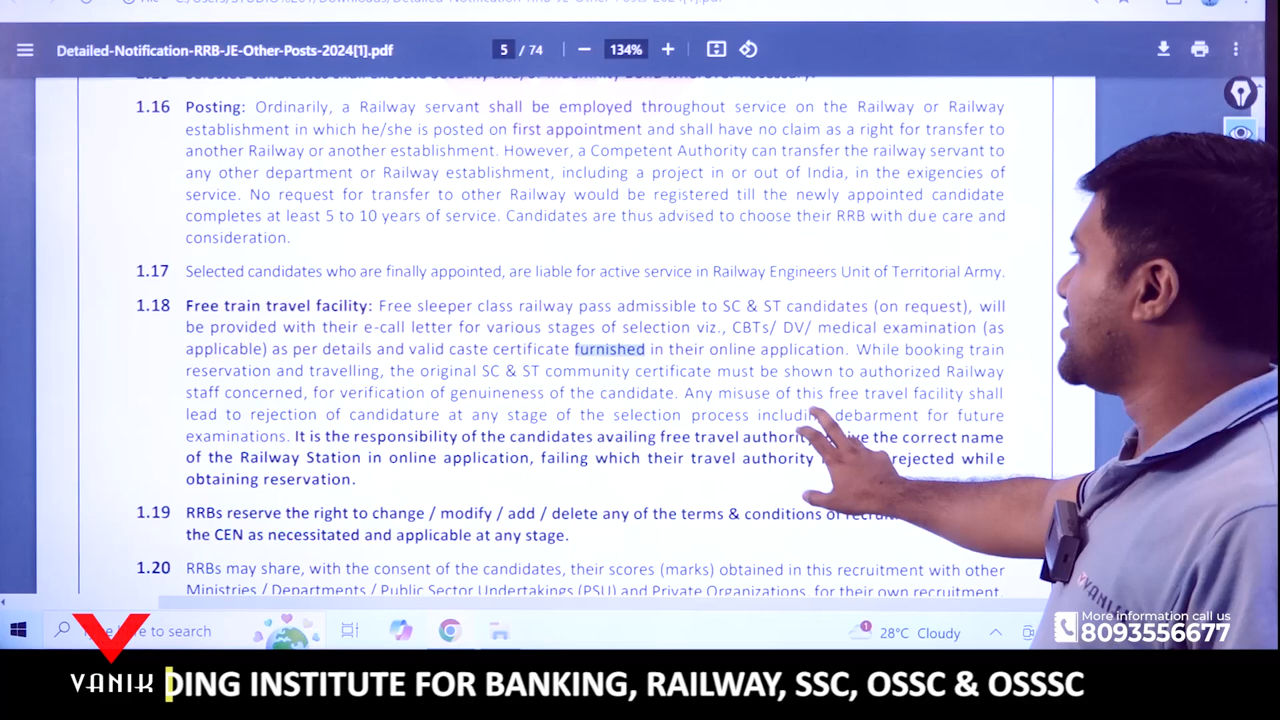 Detailed-Notification-RRB-JE-Other-Posts-2024[1].pdf
5 / 74
134%
1.16 Posting: Ordinarily, a Railway servant shall be employed throughout service on the Railway or Railway
establishment in which he/she is posted on first appointment and shall have no claim as a right for transfer to
another Railway or another establishment. However, a Competent Authority can transfer the railway servant to
any other department or Railway establishment, including a project in or out of India, in the exigencies of
service. No request for transfer to other Railway would be registered till the newly appointed candidate
completes at least 5 to 10 years of service. Candidates are thus advised to choose their RRB with due care and
consideration.
1.17 Selected candidates who are finally appointed, are liable for active service in Railway Engineers Unit of Territorial Army.
1.18 Free train travel facility: Free sleeper class railway pass admissible to SC & ST candidates (on request), will
be provided with their e-call letter for various stages of selection viz., CBTs/ DV/ medical examination (as
applicable) as per details and valid caste certificate furnished in their online application. While booking train
reservation and travelling, the original SC & ST community certificate must be shown to authorized Railway
staff concerned, for verification of genuineness of the candidate. Any misuse of this free travel facility shall
lead to rejection of candidature at any stage of the selection process including debarment for future
examinations. It is the responsibility of the candidates availing free travel authority the correct name
of the Railway Station in online application, failing which their travel authority rejected while
obtaining reservation.
1.19 RRBs reserve the right to change / modify / add / delete any of the terms & conditions of
the CEN as necessitated and applicable at any stage.
1.20 RRBs may share, with the consent of the candidates, their scores (marks) obtained in this recruitment with other
Ministries / Departments / Public Sector Undertakings (PSU) and Private Organizations, for their own recruitment
here to search
1
28°C Cloudy
More information call us
8093556677
VANIK
DING INSTITUTE FOR BANKING, RAILWAY, SSC, OSSC & OSSSC